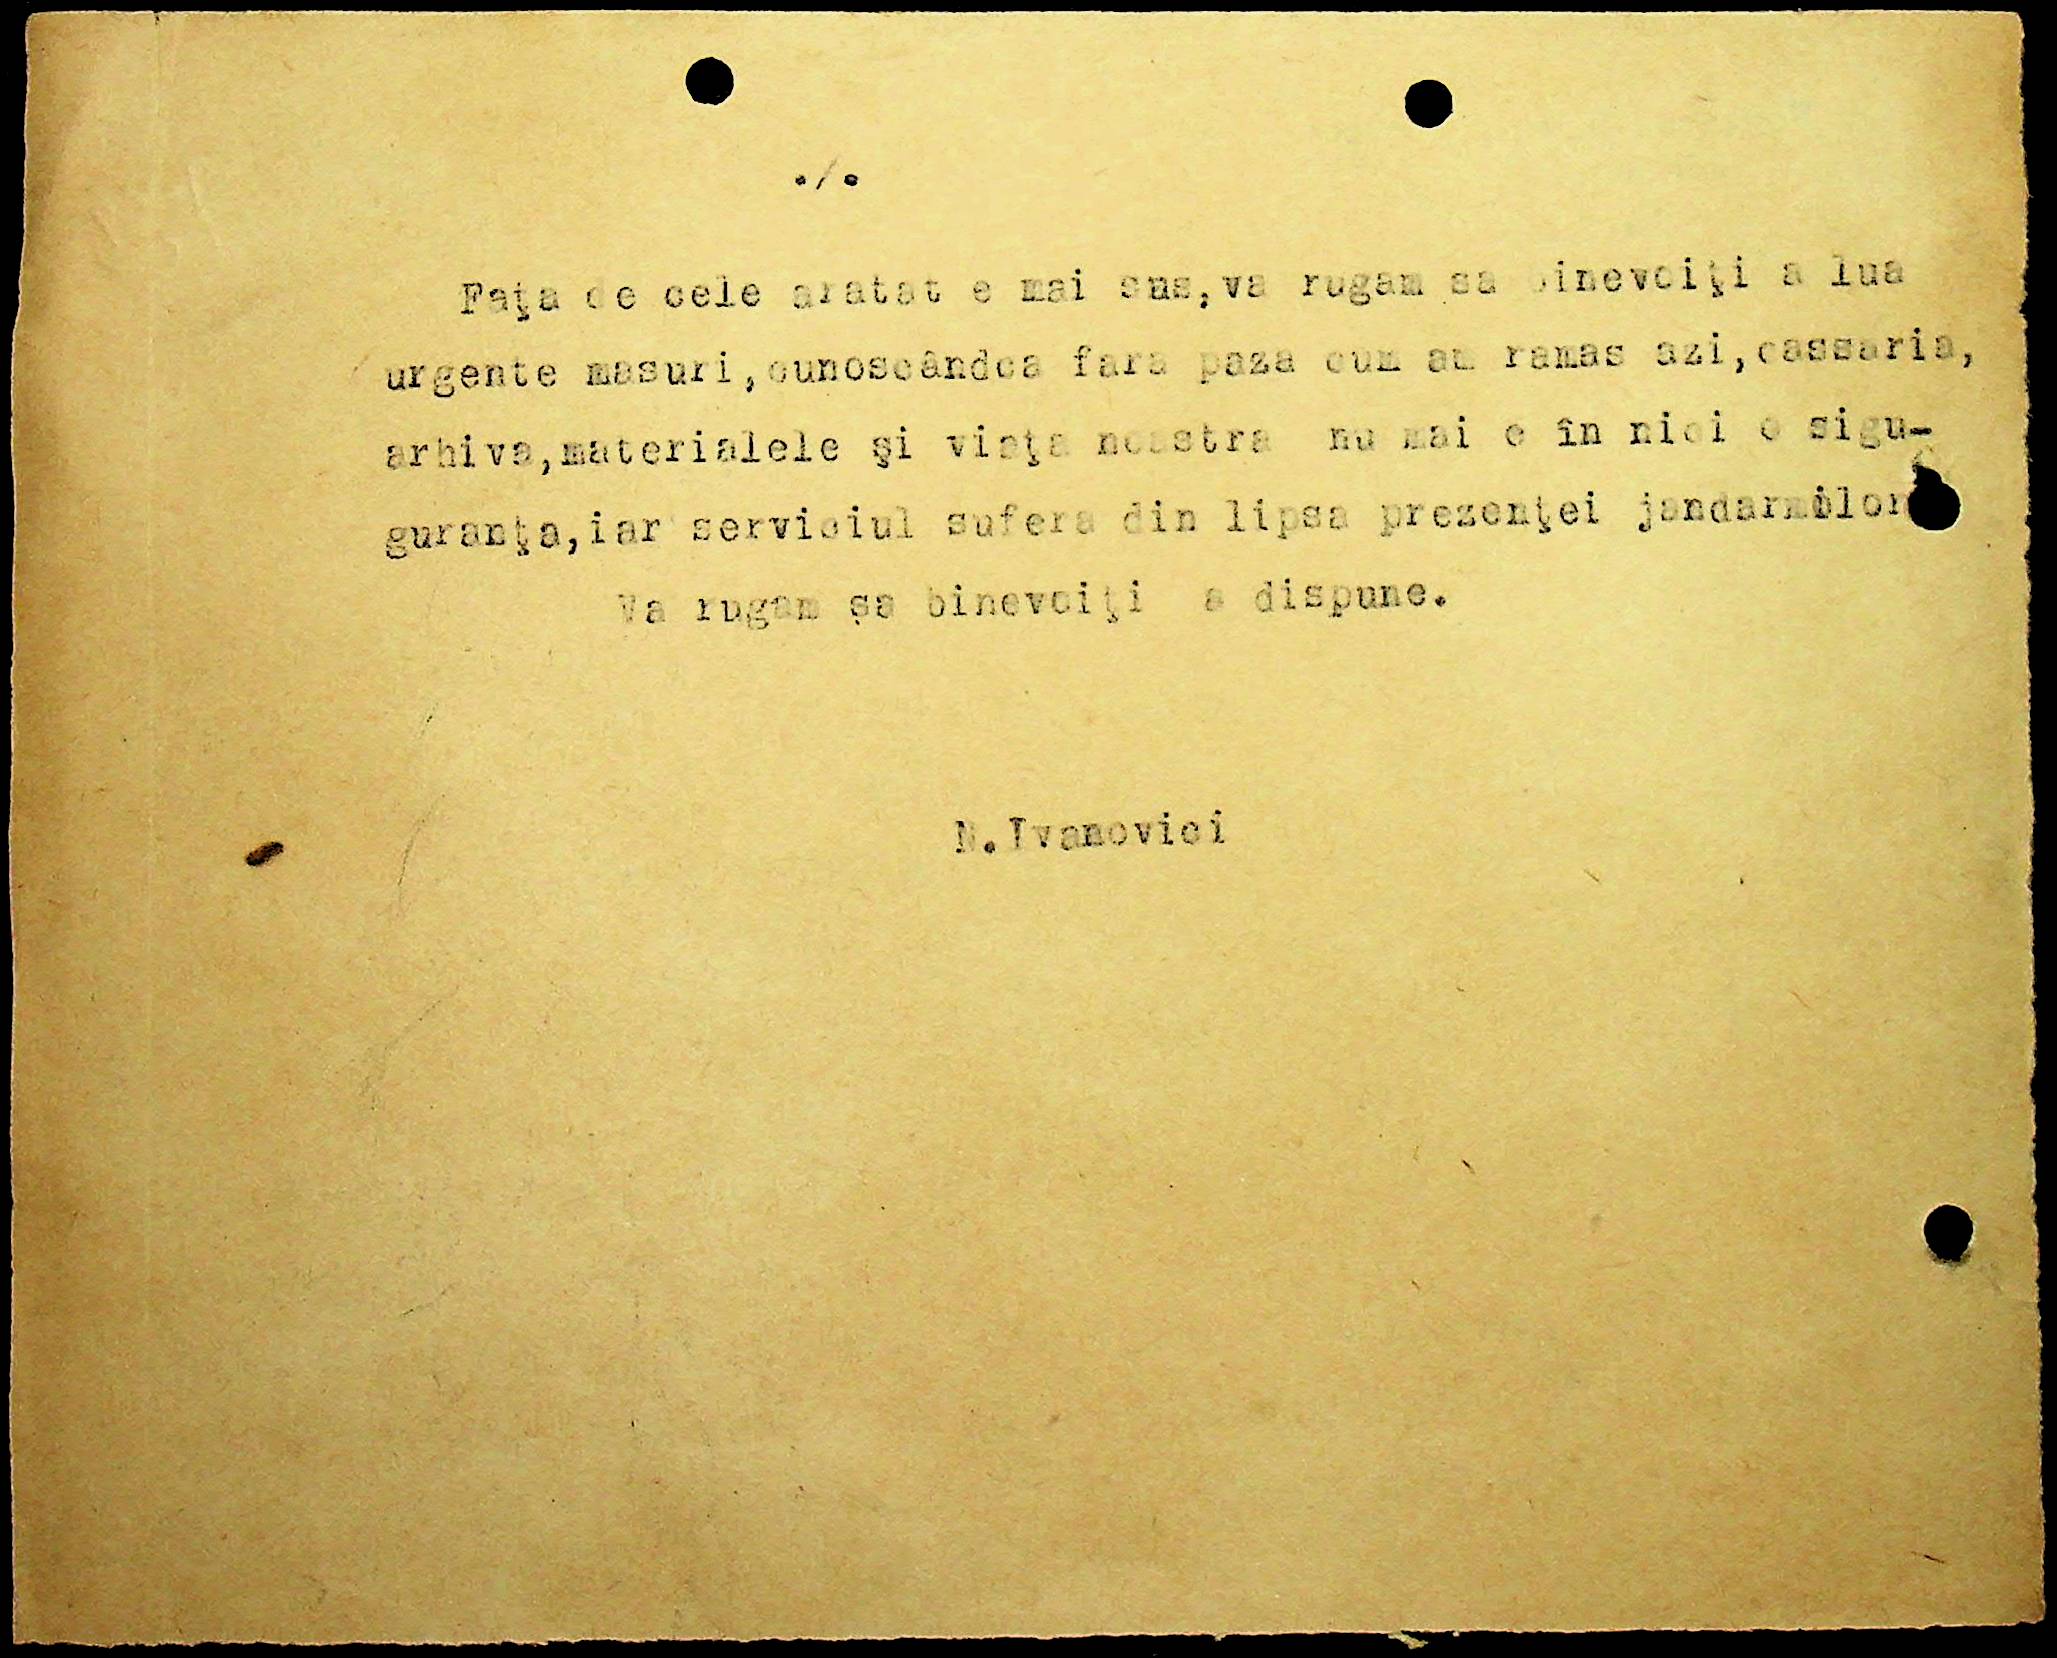 ./.
Faţa de cele aratat e mai sus,va rugam sa binevoiţi a lua
urgente masuri,cunoscândca fara paza cum am ramas azi,cassaria,
arhiva,materialele şi viaţa noastra nu mai e în nici o sigu-
guranţa,iar serviciul sufera din lipsa prezenţei jandarmilor
Va rugam sa binevoiţi a dispune.
N.Ivanovici